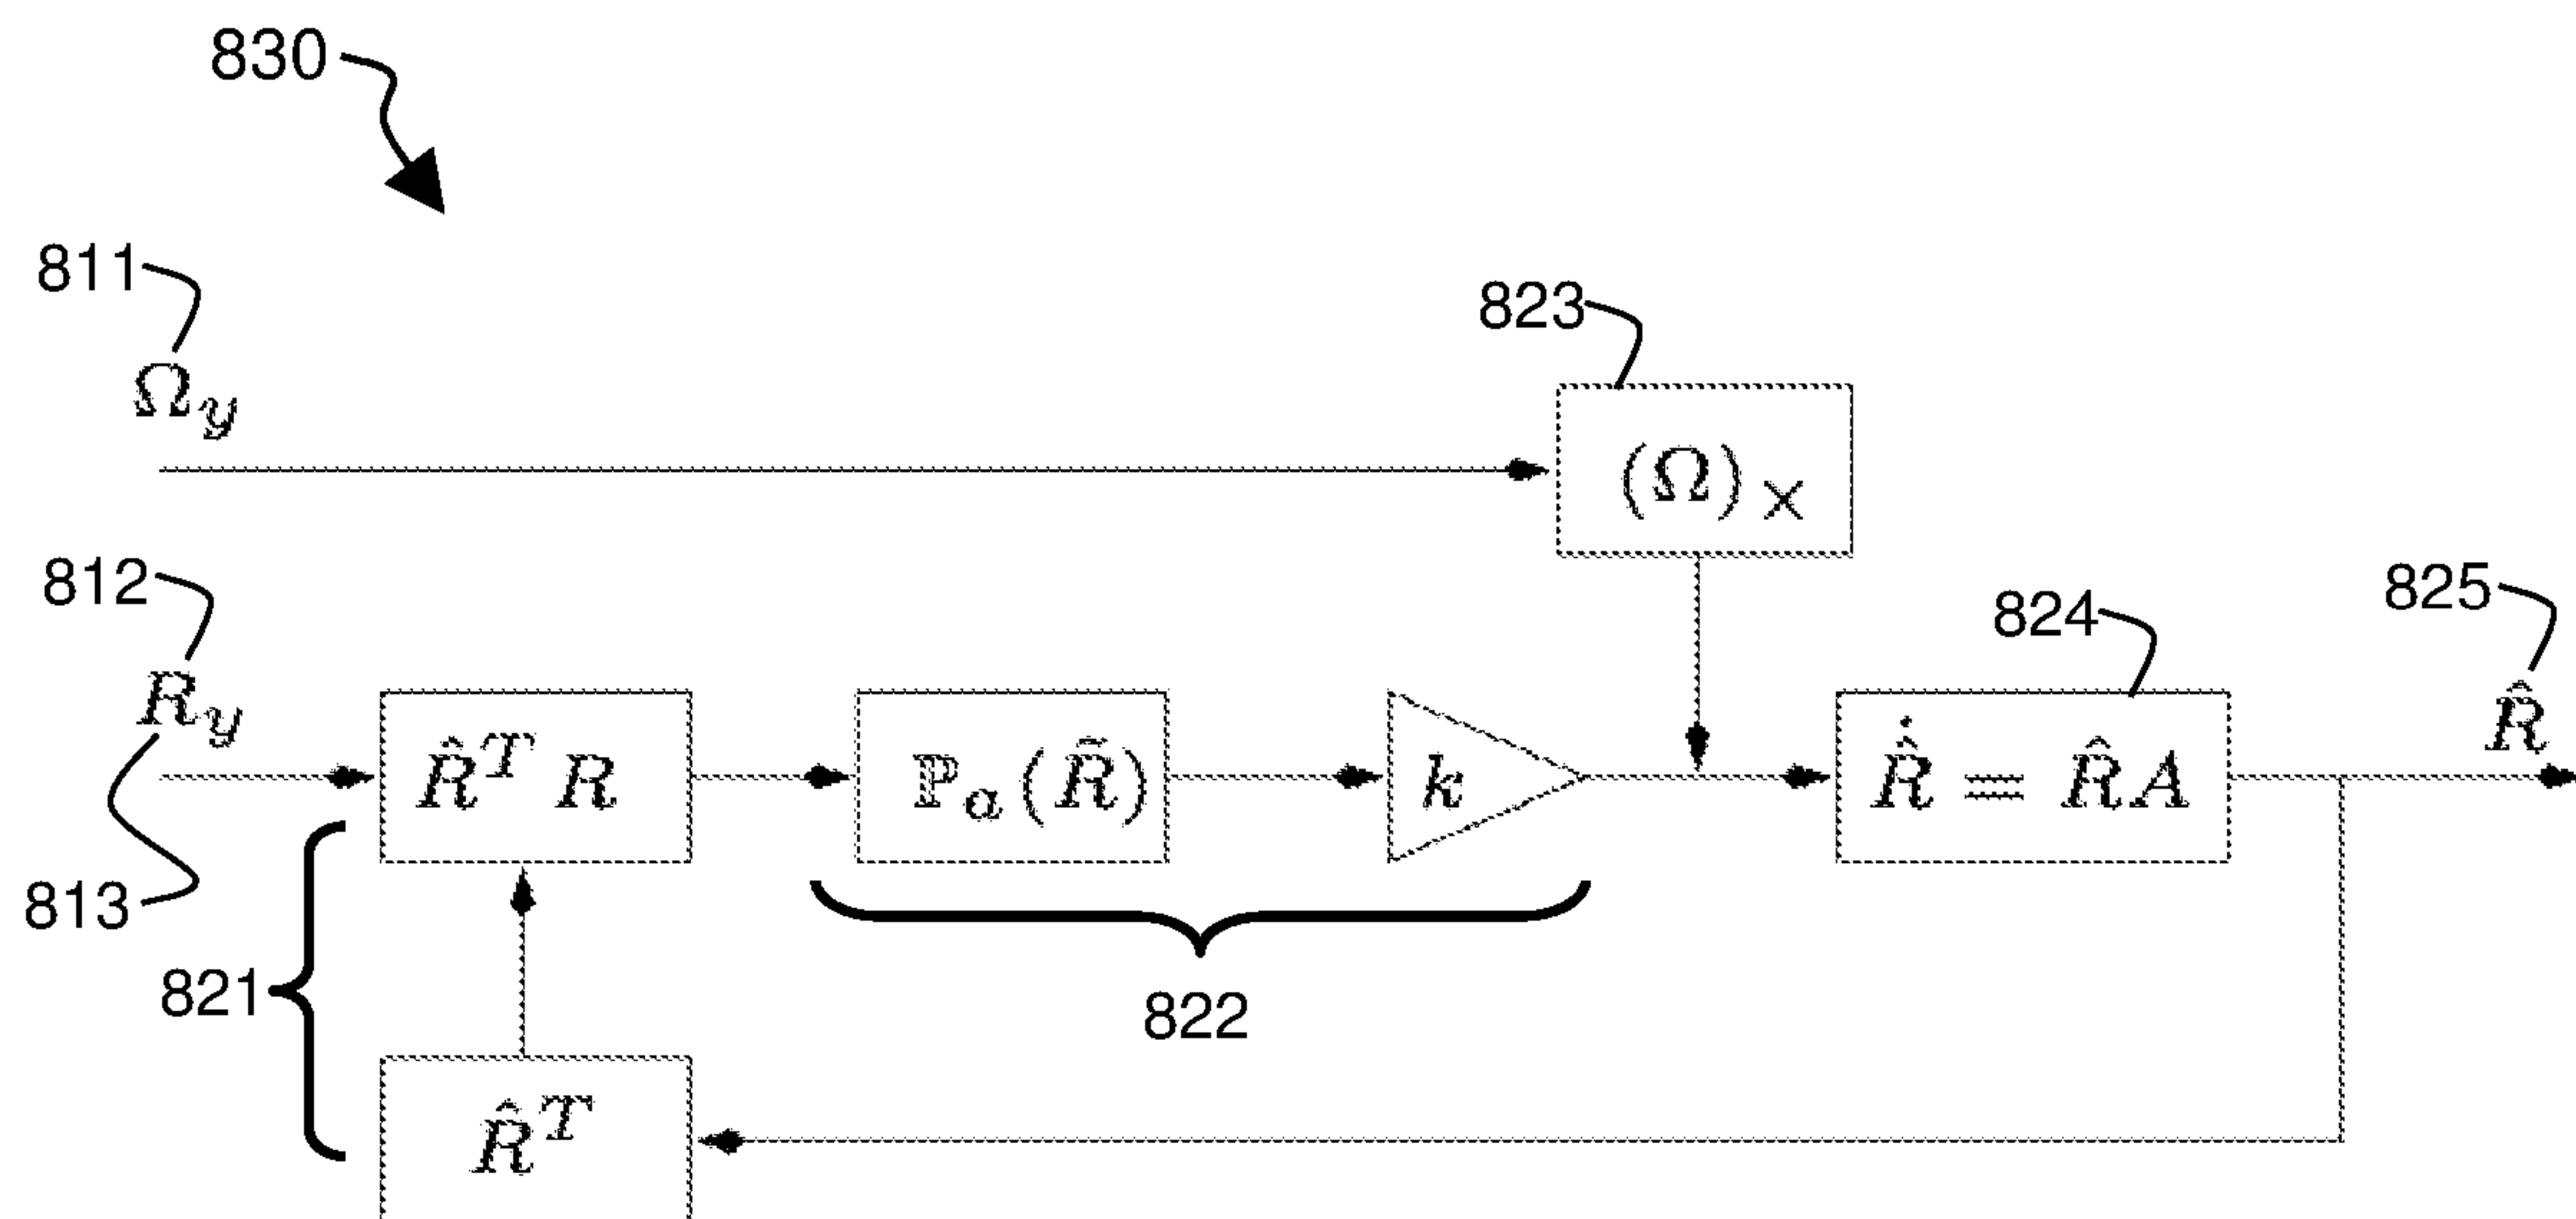 830
811
Ω_y
823
(Ω)×
812
R_y
813
R̂^T R
ℙ_a(R̃)
k
824
Ṙ̂ = R̂A
825
R̂
821
822
R̂^T